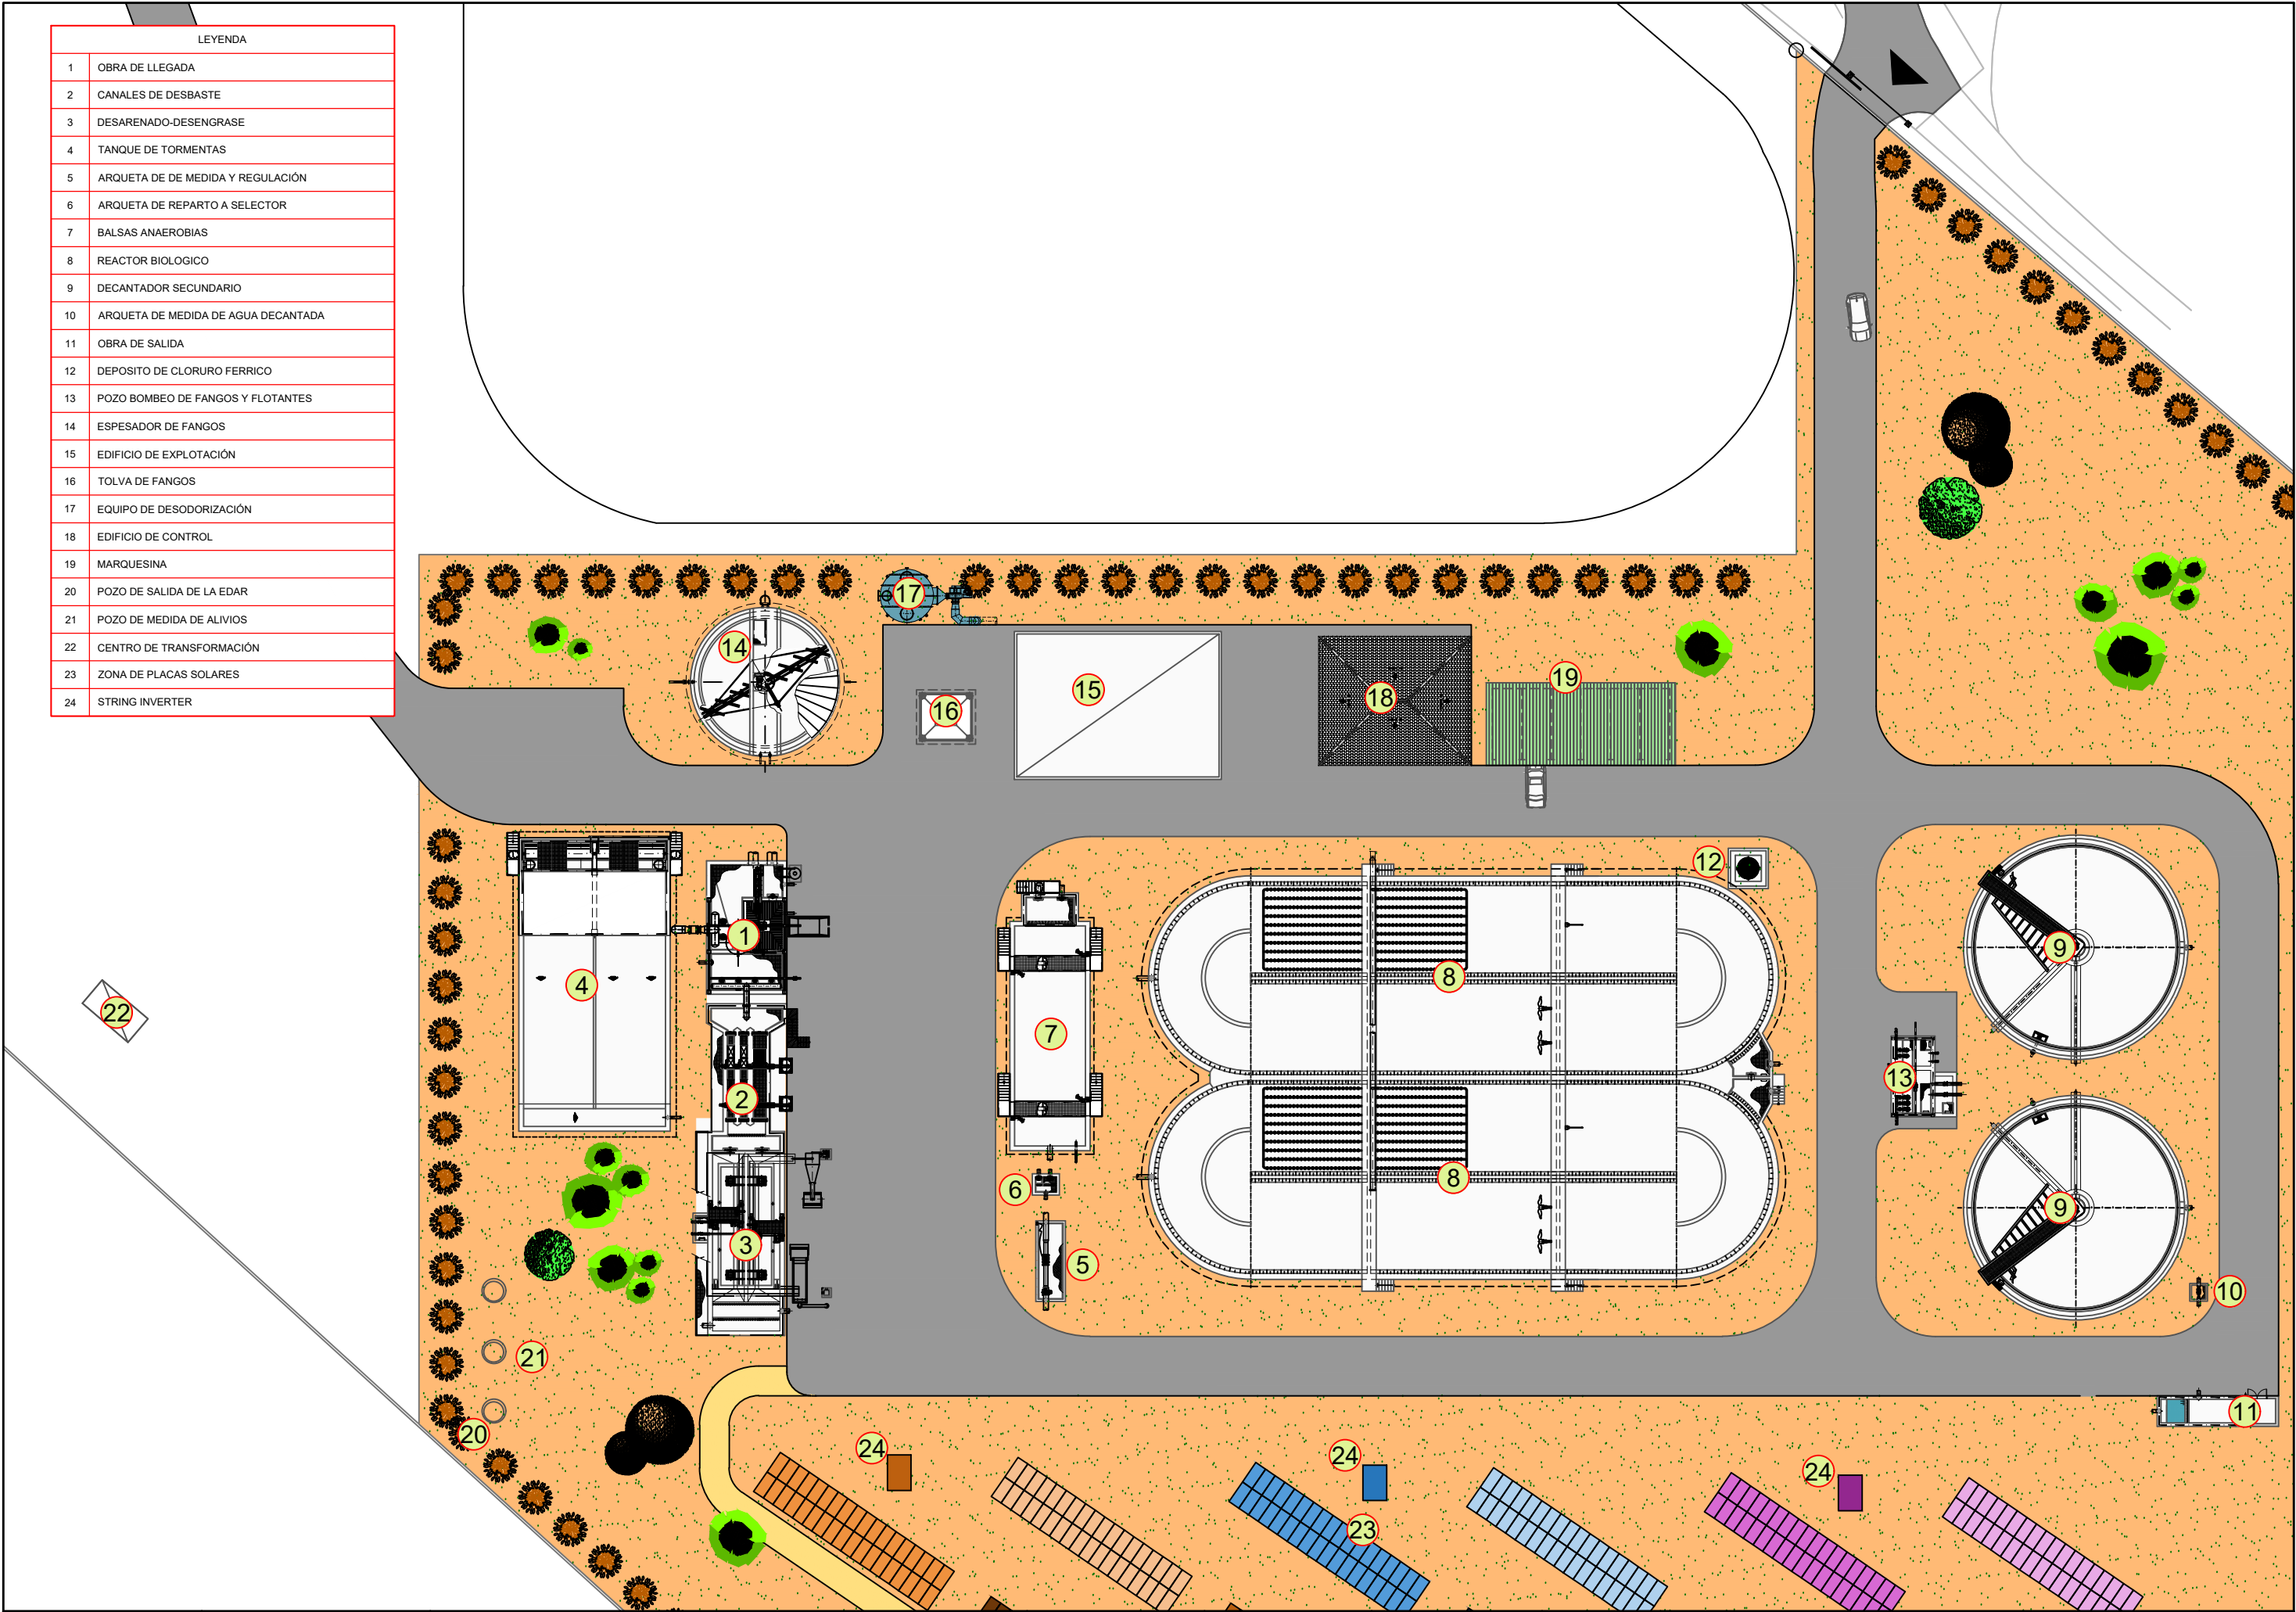 LEYENDA
1 OBRA DE LLEGADA
2 CANALES DE DESBASTE
3 DESARENADO-DESENGRASE
4 TANQUE DE TORMENTAS
5 ARQUETA DE DE MEDIDA Y REGULACIÓN
6 ARQUETA DE REPARTO A SELECTOR
7 BALSAS ANAEROBIAS
8 REACTOR BIOLOGICO
9 DECANTADOR SECUNDARIO
10 ARQUETA DE MEDIDA DE AGUA DECANTADA
11 OBRA DE SALIDA
12 DEPOSITO DE CLORURO FERRICO
13 POZO BOMBEO DE FANGOS Y FLOTANTES
14 ESPESADOR DE FANGOS
15 EDIFICIO DE EXPLOTACIÓN
16 TOLVA DE FANGOS
17 EQUIPO DE DESODORIZACIÓN
18 EDIFICIO DE CONTROL
19 MARQUESINA
20 POZO DE SALIDA DE LA EDAR
21 POZO DE MEDIDA DE ALIVIOS
22 CENTRO DE TRANSFORMACIÓN
23 ZONA DE PLACAS SOLARES
24 STRING INVERTER
17
14
19
15
18
16
12
1
9
8
4
22
7
13
2
8
6
9
3
5
10
21
11
20
24
24
24
23